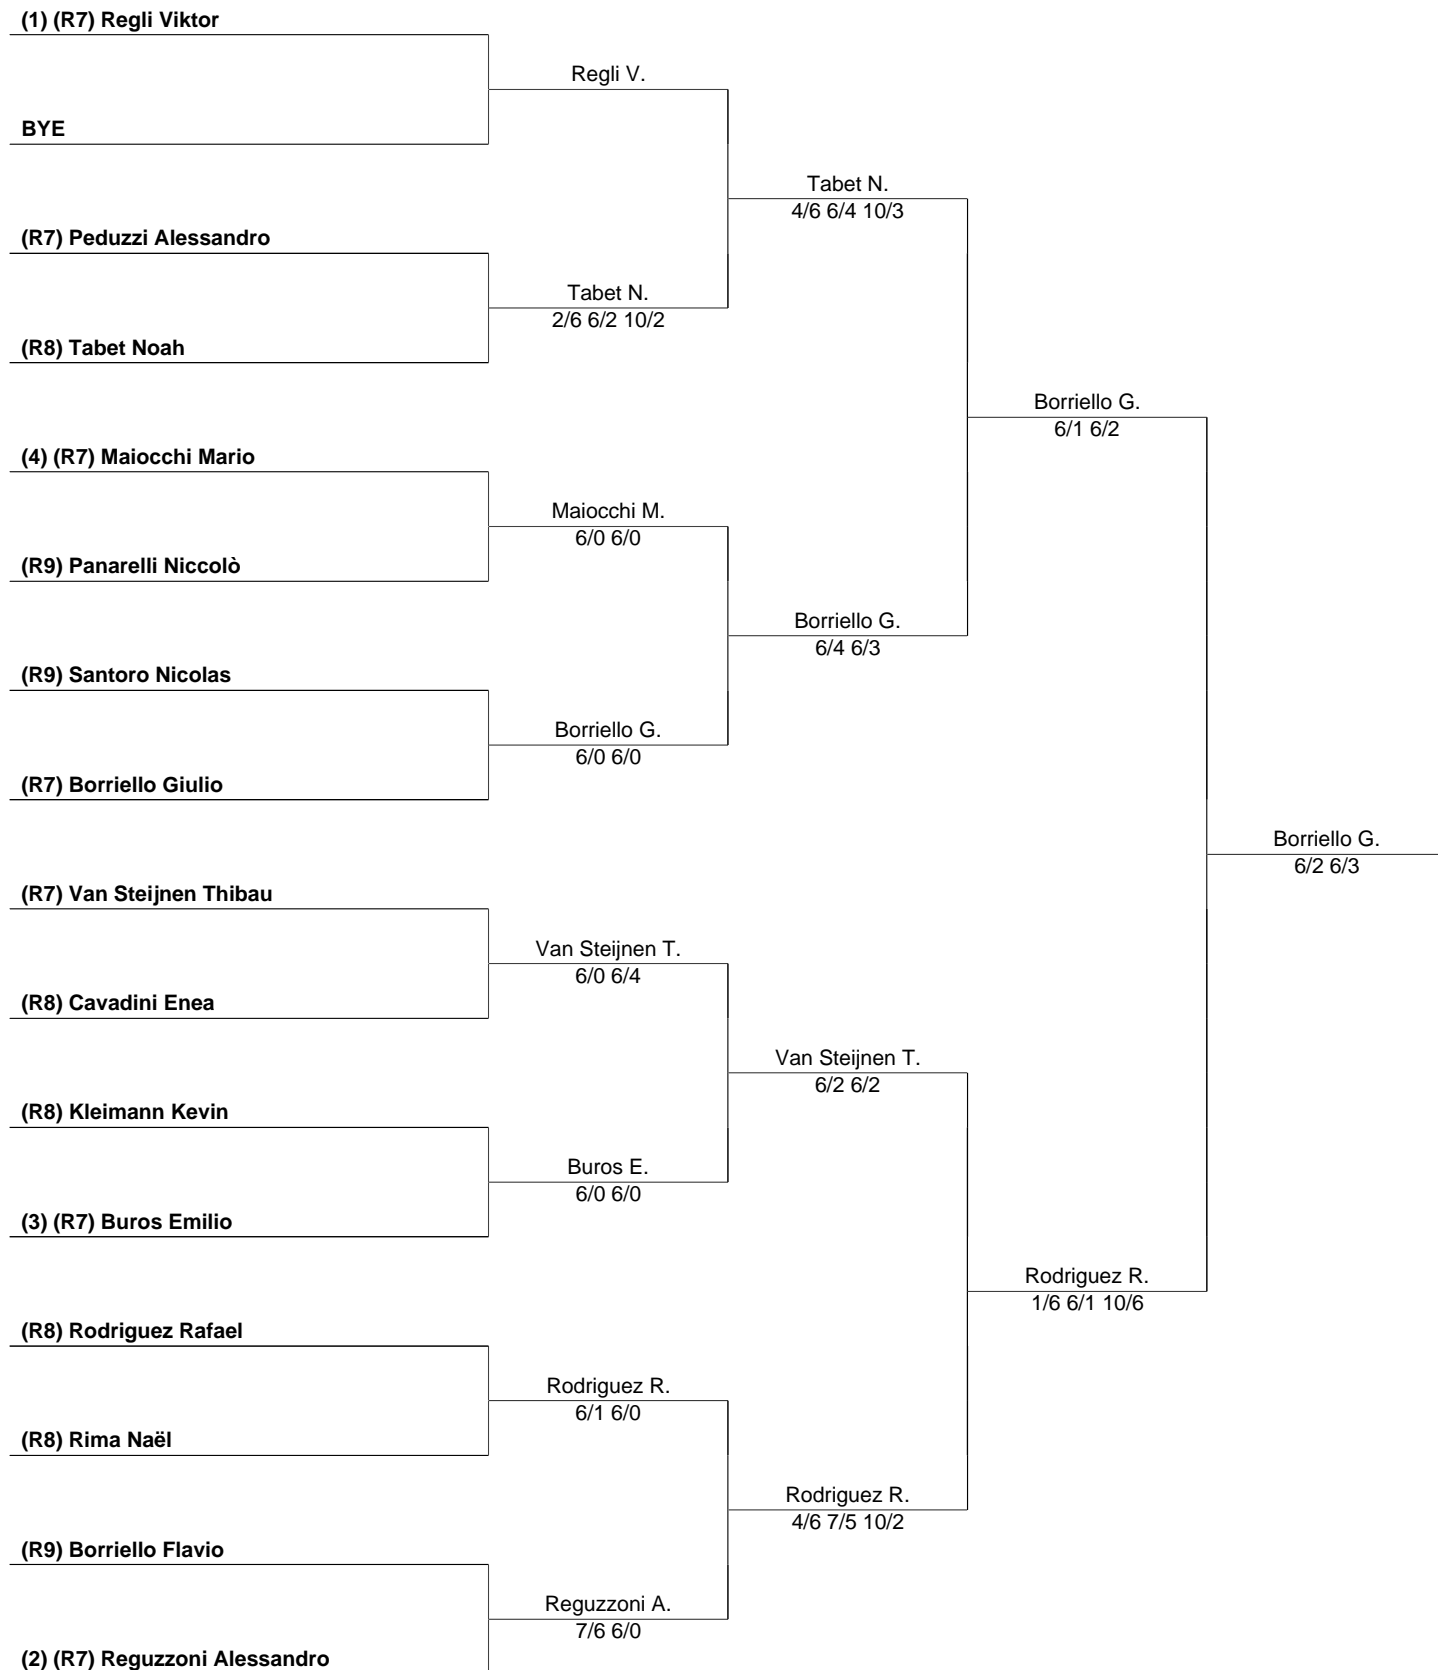 (1) (R7) Regli Viktor
Regli V.
BYE
Tabet N.
4/6 6/4 10/3
(R7) Peduzzi Alessandro
Tabet N.
2/6 6/2 10/2
(R8) Tabet Noah
Borriello G.
6/1 6/2
(4) (R7) Maiocchi Mario
Maiocchi M.
6/0 6/0
(R9) Panarelli Niccolò
Borriello G.
6/4 6/3
(R9) Santoro Nicolas
Borriello G.
6/0 6/0
(R7) Borriello Giulio
Borriello G.
6/2 6/3
(R7) Van Steijnen Thibau
Van Steijnen T.
6/0 6/4
(R8) Cavadini Enea
Van Steijnen T.
6/2 6/2
(R8) Kleimann Kevin
Buros E.
6/0 6/0
(3) (R7) Buros Emilio
Rodriguez R.
1/6 6/1 10/6
(R8) Rodriguez Rafael
Rodriguez R.
6/1 6/0
(R8) Rima Naël
Rodriguez R.
4/6 7/5 10/2
(R9) Borriello Flavio
Reguzzoni A.
7/6 6/0
(2) (R7) Reguzzoni Alessandro